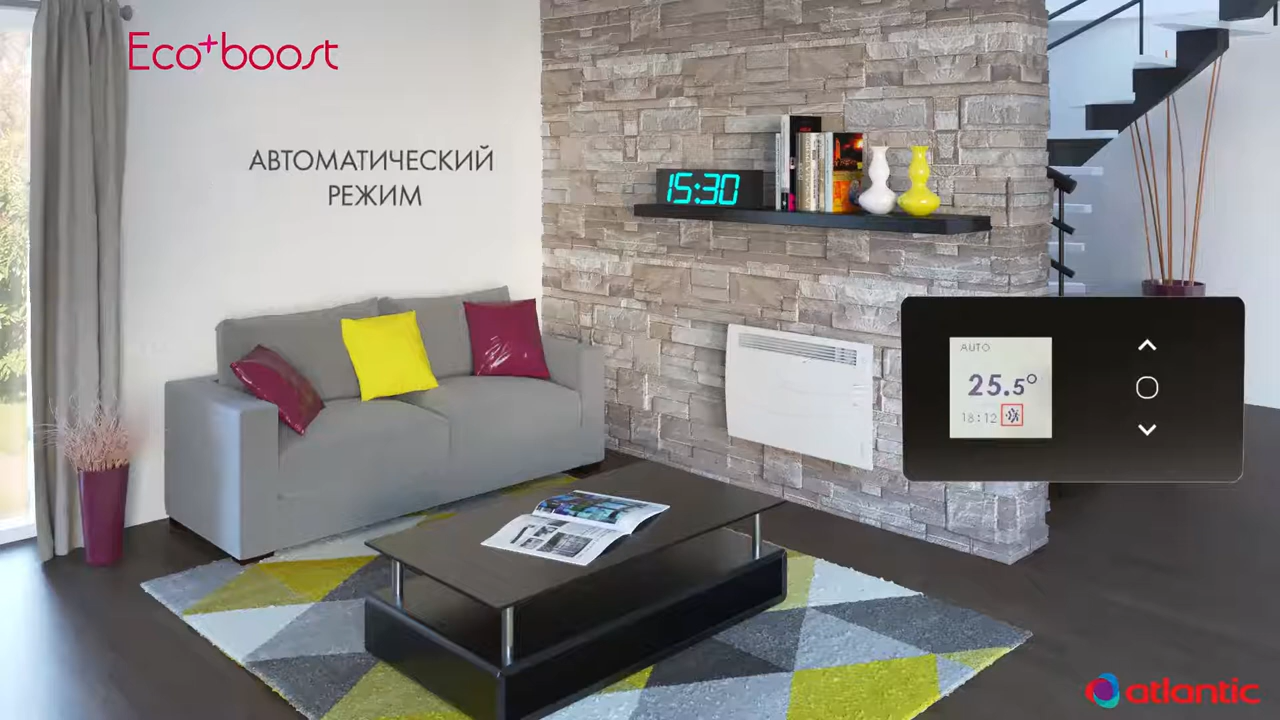 Eco+boost
АВТОМАТИЧЕСКИЙ
РЕЖИМ
15:30
AUTO
25.5°
18:12
atlantic